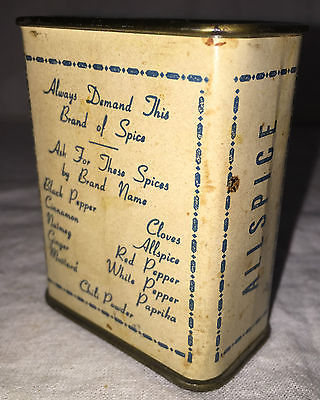 Always Demand This
Brand of Spice
Ask For These Spices
by Brand Name
Black Pepper
Cinnamon
Nutmeg
Ginger
Mustard
Cloves
Allspice
Red Pepper
White Pepper
Paprika
Chili Powder
ALLSPICE